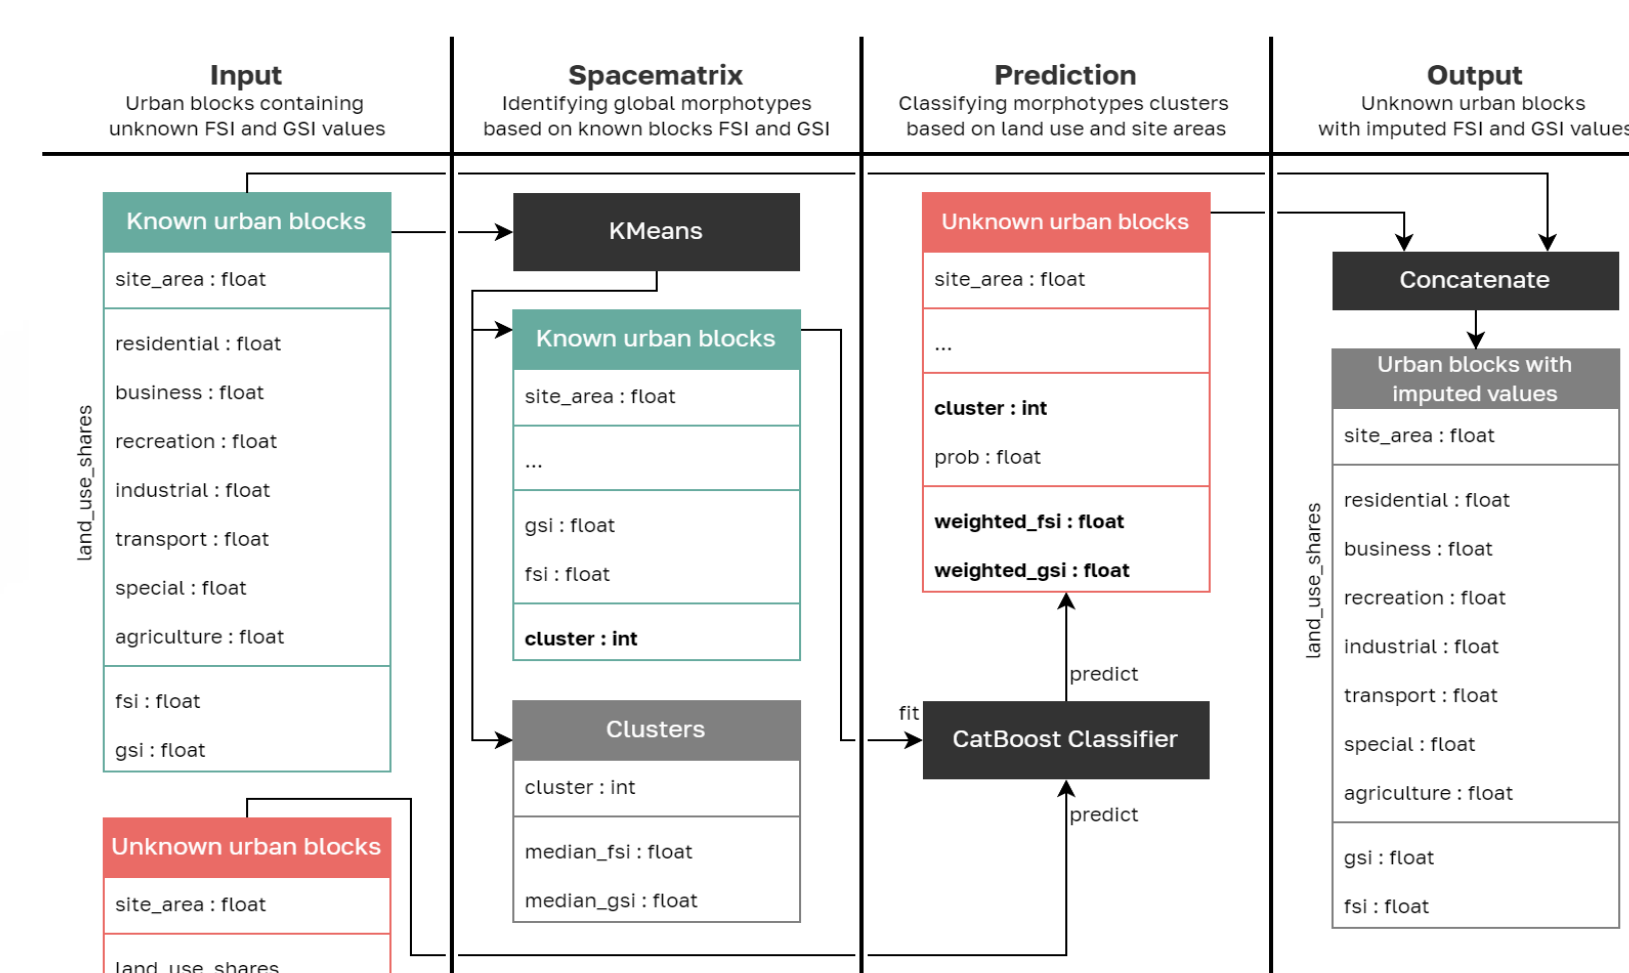 Input
Urban blocks containing
unknown FSI and GSI values
Known urban blocks
site_area : float
land_use_shares
residential : float
business : float
recreation : float
industrial : float
transport : float
special : float
agriculture : float
fsi : float
gsi : float
Unknown urban blocks
site_area : float
land_use_shares
Spacematrix
Identifying global morphotypes
based on known blocks FSI and GSI
KMeans
Known urban blocks
site_area : float
...
gsi : float
fsi : float
cluster : int
Clusters
cluster : int
median_fsi : float
median_gsi : float
Prediction
Classifying morphotypes clusters
based on land use and site areas
Unknown urban blocks
site_area : float
...
cluster : int
prob : float
weighted_fsi : float
weighted_gsi : float
predict
fit
CatBoost Classifier
predict
Output
Unknown urban blocks
with imputed FSI and GSI values
Concatenate
Urban blocks with
imputed values
site_area : float
land_use_shares
residential : float
business : float
recreation : float
industrial : float
transport : float
special : float
agriculture : float
gsi : float
fsi : float